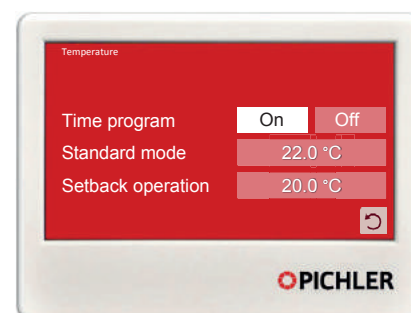 Temperature
Time program On Off
Standard mode 22.0 °C
Setback operation 20.0 °C
PICHLER